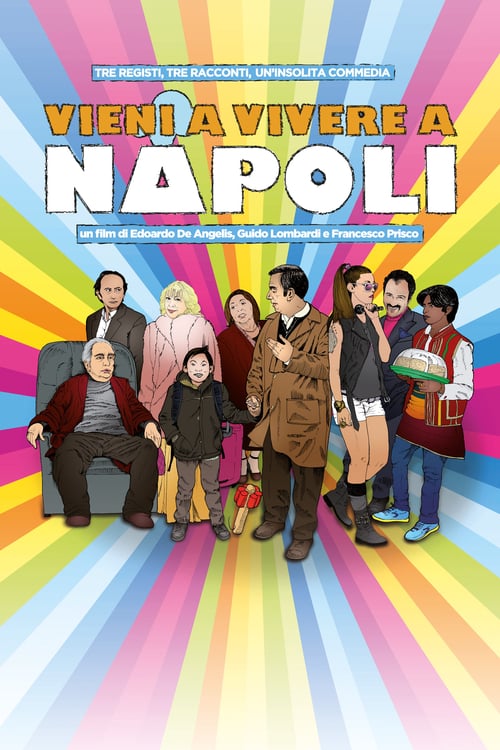 TRE REGISTI, TRE RACCONTI, UN'INSOLITA COMMEDIA
VIENI A VIVERE A
NAPOLI
un film di Edoardo De Angelis, Guido Lombardi e Francesco Prisco